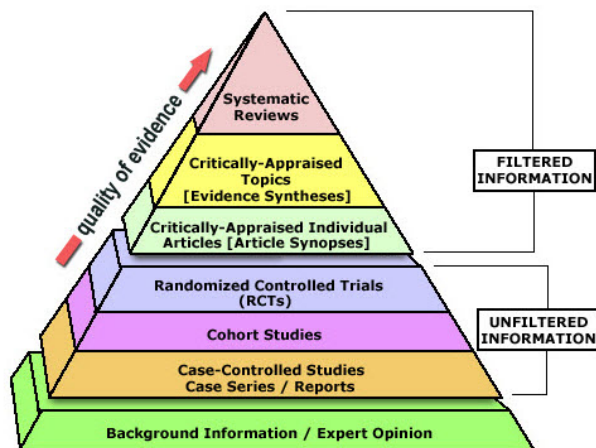 quality of evidence
Systematic
Reviews
Critically-Appraised
Topics
[Evidence Syntheses]
Critically-Appraised Individual
Articles [Article Synopses]
FILTERED
INFORMATION
Randomized Controlled Trials
(RCTs)
Cohort Studies
UNFILTERED
INFORMATION
Case-Controlled Studies
Case Series / Reports
Background Information / Expert Opinion